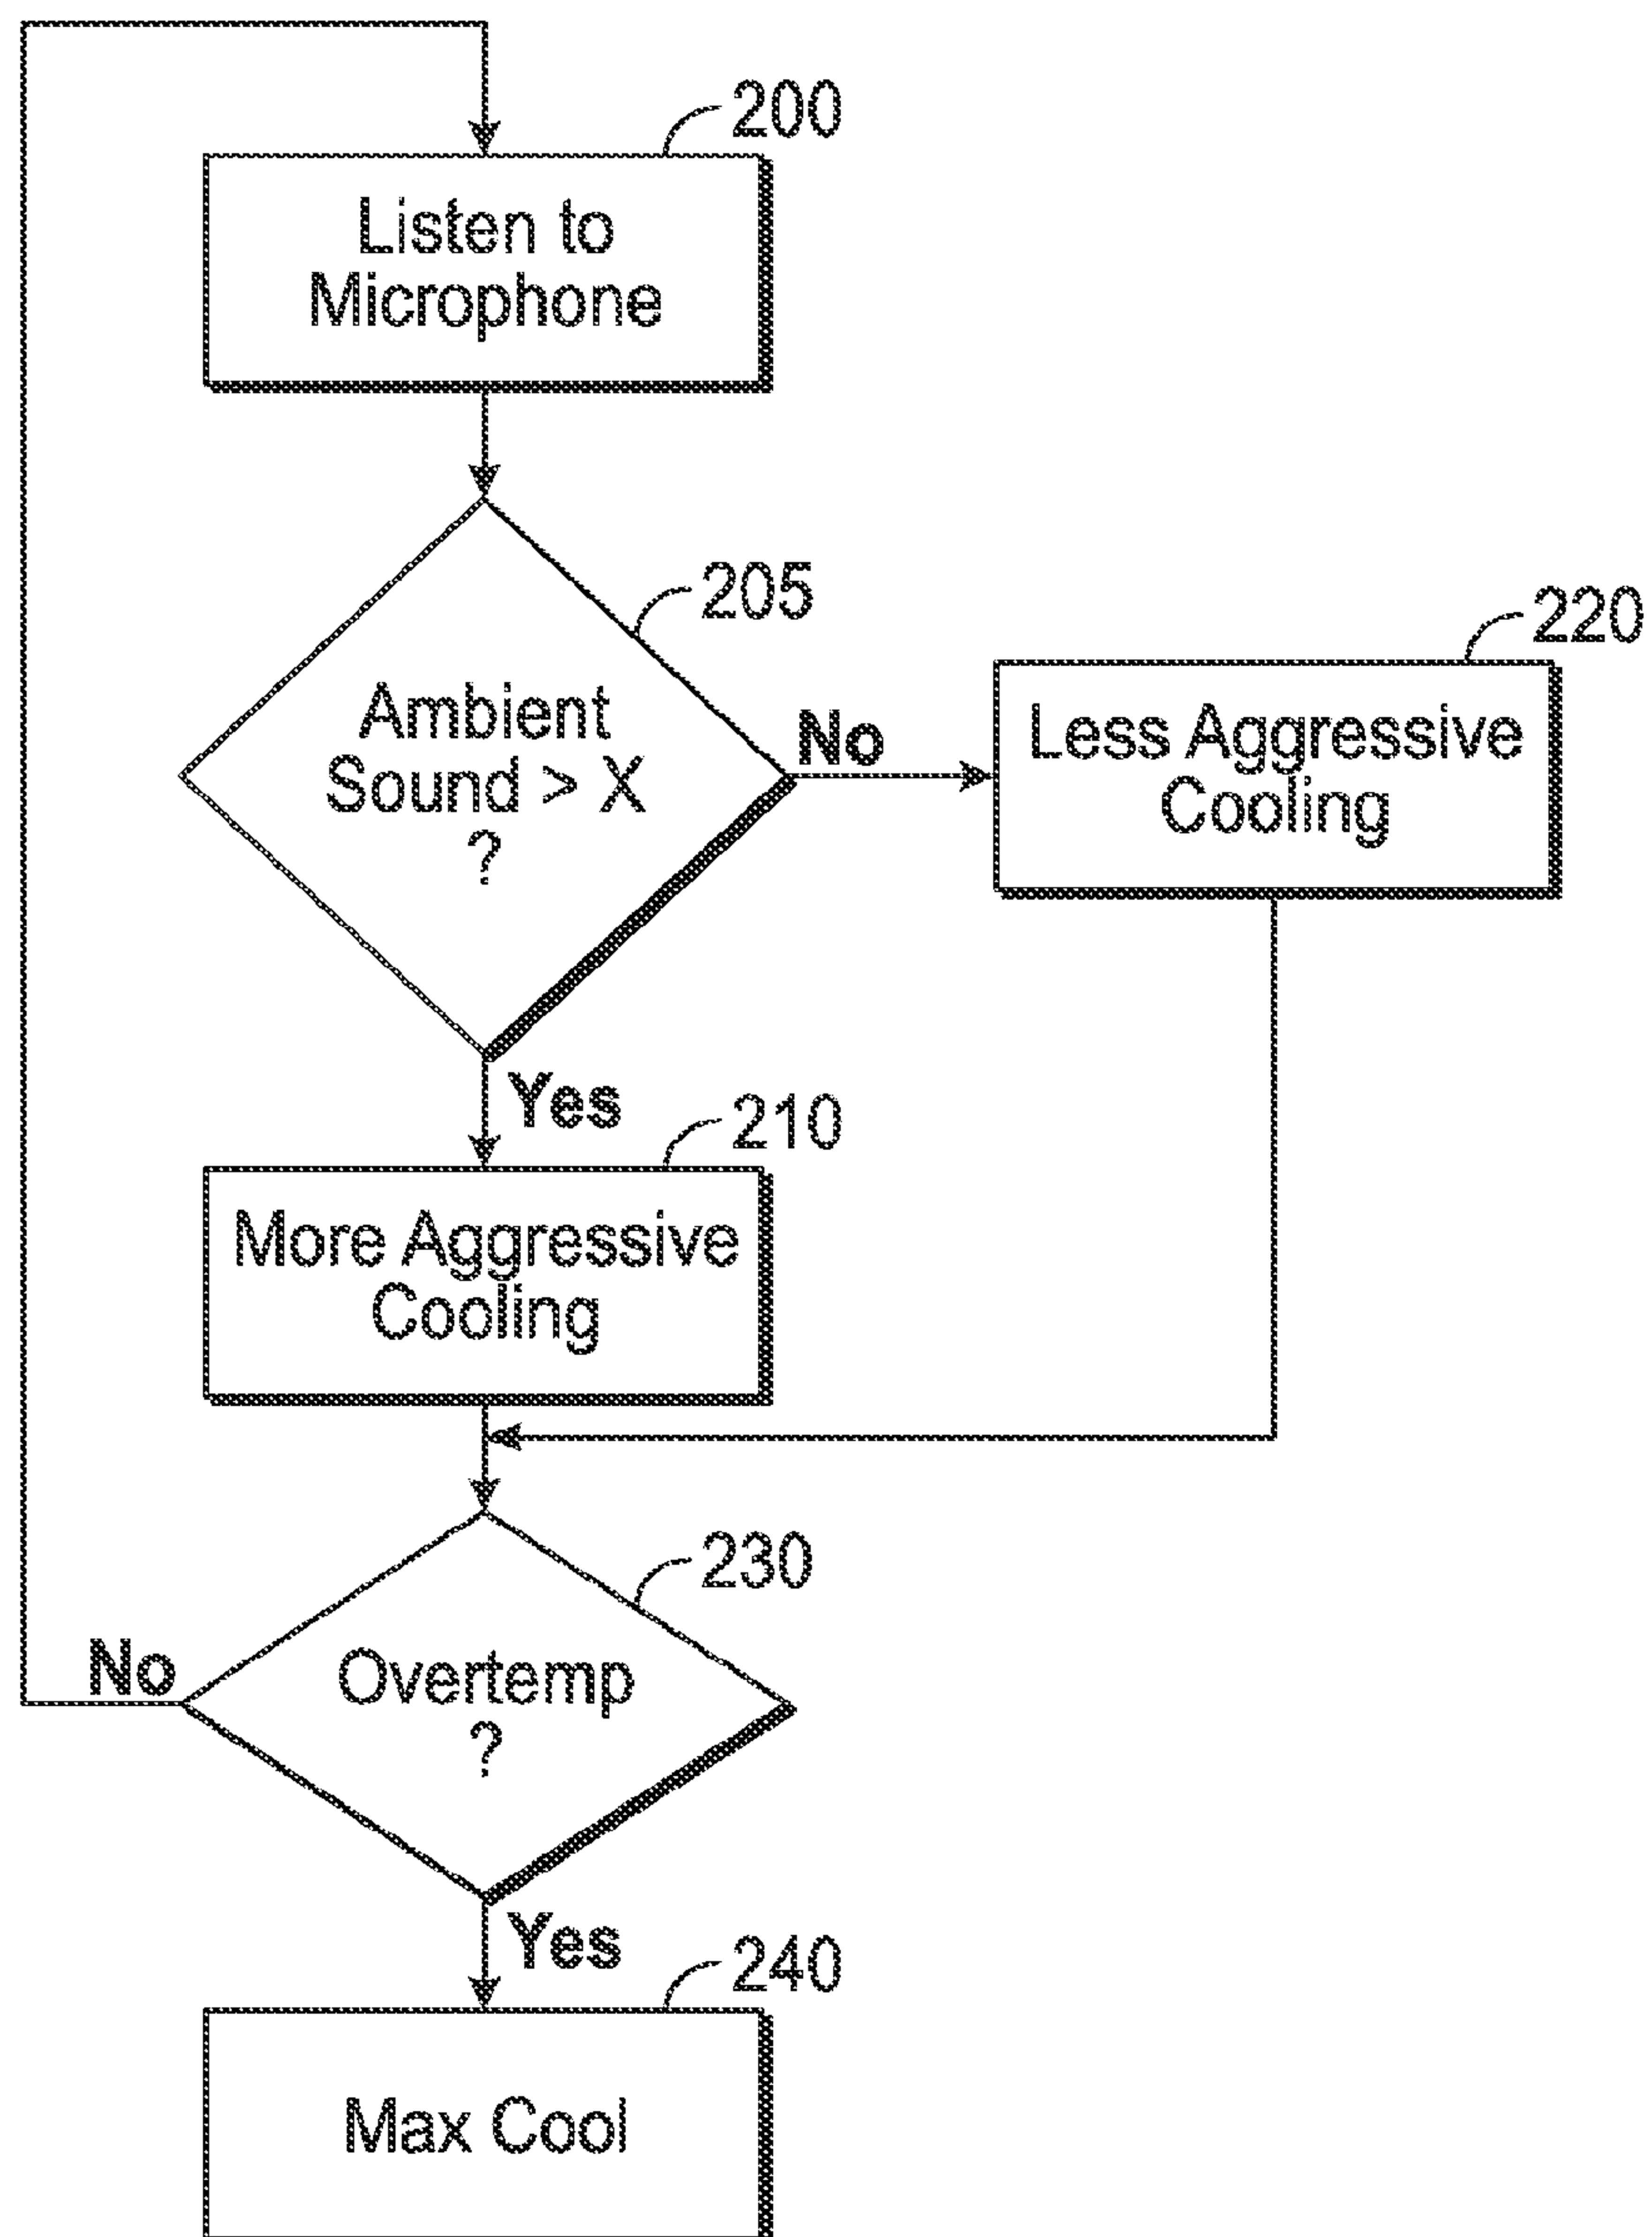 200
Listen to
Microphone
205
Ambient
Sound > X
?
No
220
Less Aggressive
Cooling
Yes
210
More Aggressive
Cooling
230
No
Overtemp
?
Yes
240
Max Cool